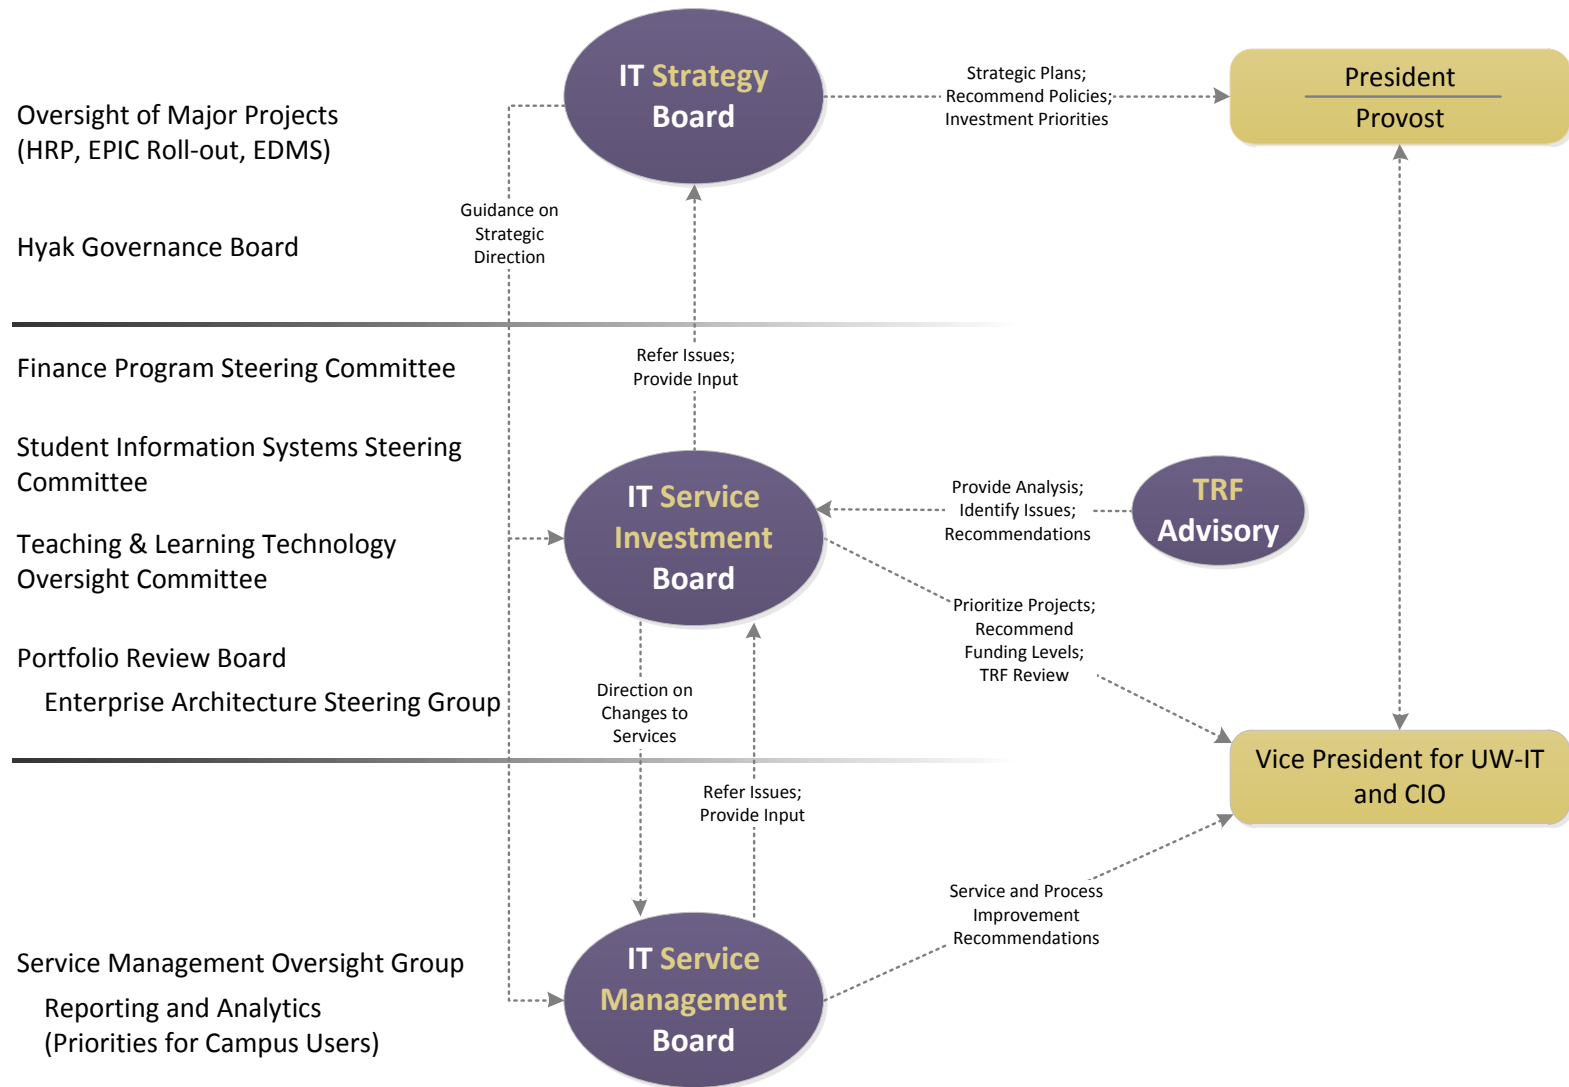 IT Strategy
Board
Strategic Plans;
Recommend Policies;
Investment Priorities
President
Provost
Oversight of Major Projects
(HRP, EPIC Roll-out, EDMS)
Guidance on
Strategic
Direction
Hyak Governance Board
Refer Issues;
Provide Input
Finance Program Steering Committee
Student Information Systems Steering
Committee
Teaching & Learning Technology
Oversight Committee
IT Service
Investment
Board
Provide Analysis;
Identify Issues;
Recommendations
TRF
Advisory
Prioritize Projects;
Recommend
Funding Levels;
TRF Review
Portfolio Review Board
Enterprise Architecture Steering Group
Direction on
Changes to
Services
Refer Issues;
Provide Input
Vice President for UW-IT
and CIO
Service and Process
Improvement
Recommendations
Service Management Oversight Group
Reporting and Analytics
(Priorities for Campus Users)
IT Service
Management
Board